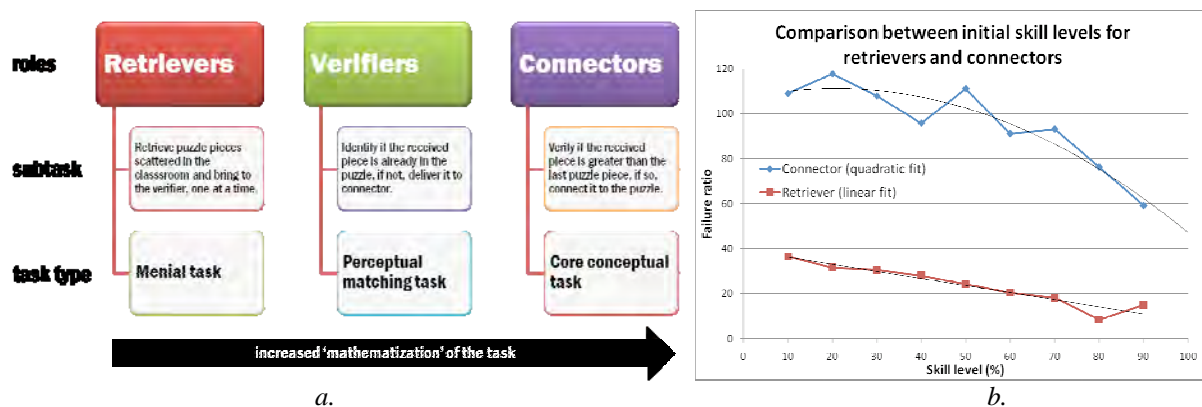 roles
Retrievers
Verifiers
Connectors
subtask
Retrieve puzzle pieces
scattered in the
classsroom and bring to
the verifier, one at a time.
Identify if the received
piece is already in the
puzzle, if not, deliver it to
connector.
Verify if the received
piece is greater than the
last puzzle piece, if so,
connect it to the puzzle.
task type
Menial task
Perceptual
matching task
Core conceptual
task
increased 'mathematization' of the task
a.
Comparison between initial skill levels for
retrievers and connectors
Failure ratio
120
100
80
60
40
20
0
Connector (quadratic fit)
Retriever (linear fit)
0 10 20 30 40 50 60 70 80 90 100
Skill level (%)
b.